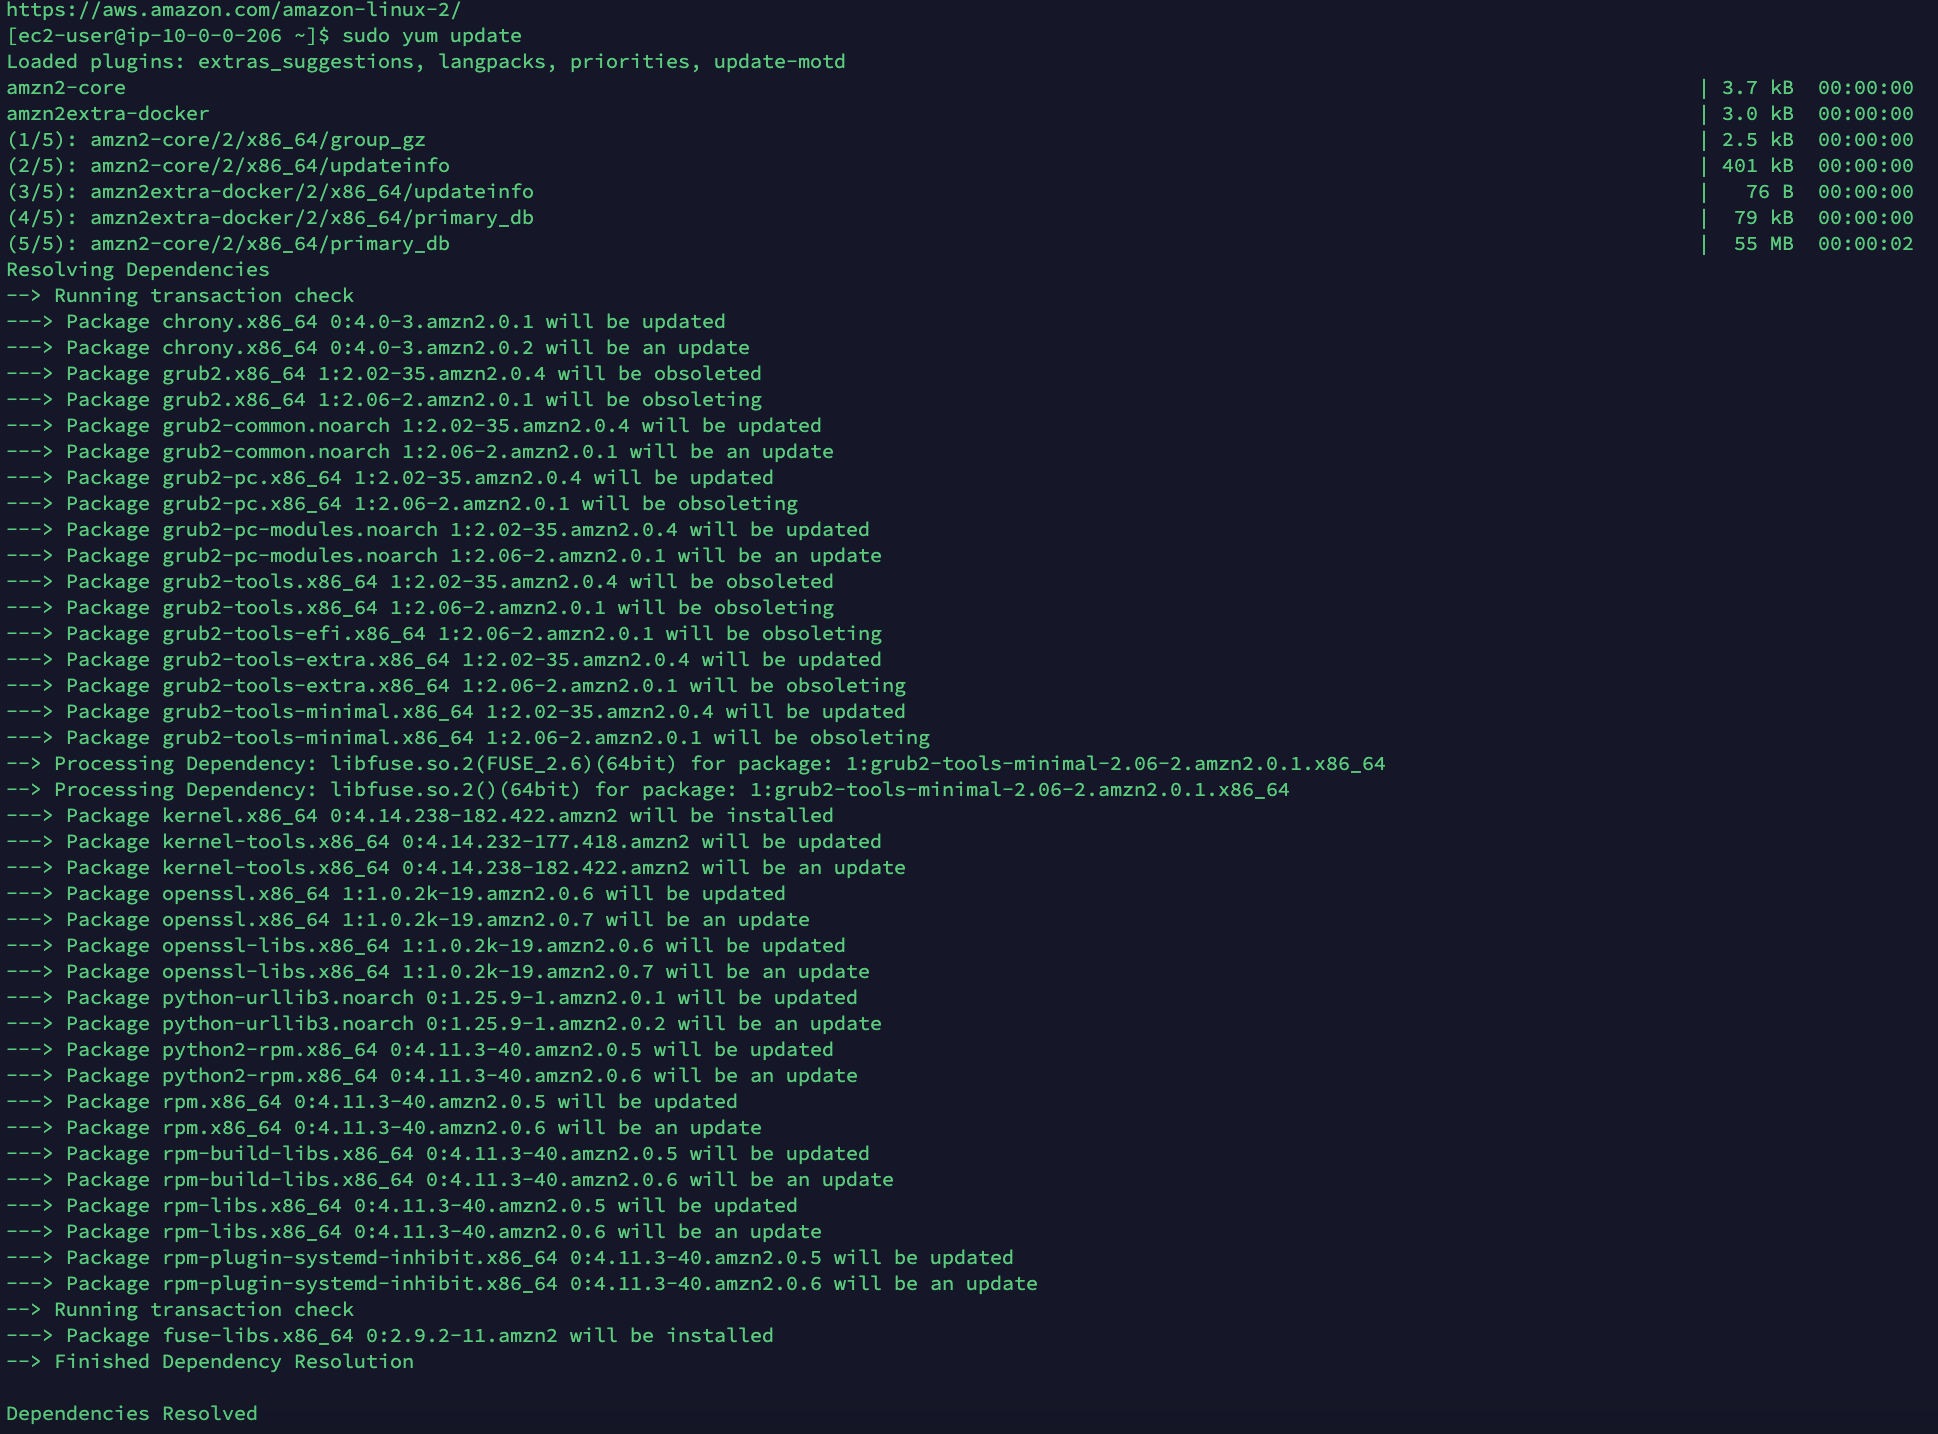 https://aws.amazon.com/amazon-linux-2/
[ec2-user@ip-10-0-0-206 ~]$ sudo yum update
Loaded plugins: extras_suggestions, langpacks, priorities, update-motd
amzn2-core | 3.7 kB 00:00:00
amzn2extra-docker | 3.0 kB 00:00:00
(1/5): amzn2-core/2/x86_64/group_gz | 2.5 kB 00:00:00
(2/5): amzn2-core/2/x86_64/updateinfo | 401 kB 00:00:00
(3/5): amzn2extra-docker/2/x86_64/updateinfo | 76 B 00:00:00
(4/5): amzn2extra-docker/2/x86_64/primary_db | 79 kB 00:00:00
(5/5): amzn2-core/2/x86_64/primary_db | 55 MB 00:00:02
Resolving Dependencies
--> Running transaction check
---> Package chrony.x86_64 0:4.0-3.amzn2.0.1 will be updated
---> Package chrony.x86_64 0:4.0-3.amzn2.0.2 will be an update
---> Package grub2.x86_64 1:2.02-35.amzn2.0.4 will be obsoleted
---> Package grub2.x86_64 1:2.06-2.amzn2.0.1 will be obsoleting
---> Package grub2-common.noarch 1:2.02-35.amzn2.0.4 will be updated
---> Package grub2-common.noarch 1:2.06-2.amzn2.0.1 will be an update
---> Package grub2-pc.x86_64 1:2.02-35.amzn2.0.4 will be updated
---> Package grub2-pc.x86_64 1:2.06-2.amzn2.0.1 will be obsoleting
---> Package grub2-pc-modules.noarch 1:2.02-35.amzn2.0.4 will be updated
---> Package grub2-pc-modules.noarch 1:2.06-2.amzn2.0.1 will be an update
---> Package grub2-tools.x86_64 1:2.02-35.amzn2.0.4 will be obsoleted
---> Package grub2-tools.x86_64 1:2.06-2.amzn2.0.1 will be obsoleting
---> Package grub2-tools-efi.x86_64 1:2.06-2.amzn2.0.1 will be obsoleting
---> Package grub2-tools-extra.x86_64 1:2.02-35.amzn2.0.4 will be updated
---> Package grub2-tools-extra.x86_64 1:2.06-2.amzn2.0.1 will be obsoleting
---> Package grub2-tools-minimal.x86_64 1:2.02-35.amzn2.0.4 will be updated
---> Package grub2-tools-minimal.x86_64 1:2.06-2.amzn2.0.1 will be obsoleting
--> Processing Dependency: libfuse.so.2(FUSE_2.6)(64bit) for package: 1:grub2-tools-minimal-2.06-2.amzn2.0.1.x86_64
--> Processing Dependency: libfuse.so.2()(64bit) for package: 1:grub2-tools-minimal-2.06-2.amzn2.0.1.x86_64
---> Package kernel.x86_64 0:4.14.238-182.422.amzn2 will be installed
---> Package kernel-tools.x86_64 0:4.14.232-177.418.amzn2 will be updated
---> Package kernel-tools.x86_64 0:4.14.238-182.422.amzn2 will be an update
---> Package openssl.x86_64 1:1.0.2k-19.amzn2.0.6 will be updated
---> Package openssl.x86_64 1:1.0.2k-19.amzn2.0.7 will be an update
---> Package openssl-libs.x86_64 1:1.0.2k-19.amzn2.0.6 will be updated
---> Package openssl-libs.x86_64 1:1.0.2k-19.amzn2.0.7 will be an update
---> Package python-urllib3.noarch 0:1.25.9-1.amzn2.0.1 will be updated
---> Package python-urllib3.noarch 0:1.25.9-1.amzn2.0.2 will be an update
---> Package python2-rpm.x86_64 0:4.11.3-40.amzn2.0.5 will be updated
---> Package python2-rpm.x86_64 0:4.11.3-40.amzn2.0.6 will be an update
---> Package rpm.x86_64 0:4.11.3-40.amzn2.0.5 will be updated
---> Package rpm.x86_64 0:4.11.3-40.amzn2.0.6 will be an update
---> Package rpm-build-libs.x86_64 0:4.11.3-40.amzn2.0.5 will be updated
---> Package rpm-build-libs.x86_64 0:4.11.3-40.amzn2.0.6 will be an update
---> Package rpm-libs.x86_64 0:4.11.3-40.amzn2.0.5 will be updated
---> Package rpm-libs.x86_64 0:4.11.3-40.amzn2.0.6 will be an update
---> Package rpm-plugin-systemd-inhibit.x86_64 0:4.11.3-40.amzn2.0.5 will be updated
---> Package rpm-plugin-systemd-inhibit.x86_64 0:4.11.3-40.amzn2.0.6 will be an update
--> Running transaction check
---> Package fuse-libs.x86_64 0:2.9.2-11.amzn2 will be installed
--> Finished Dependency Resolution
Dependencies Resolved